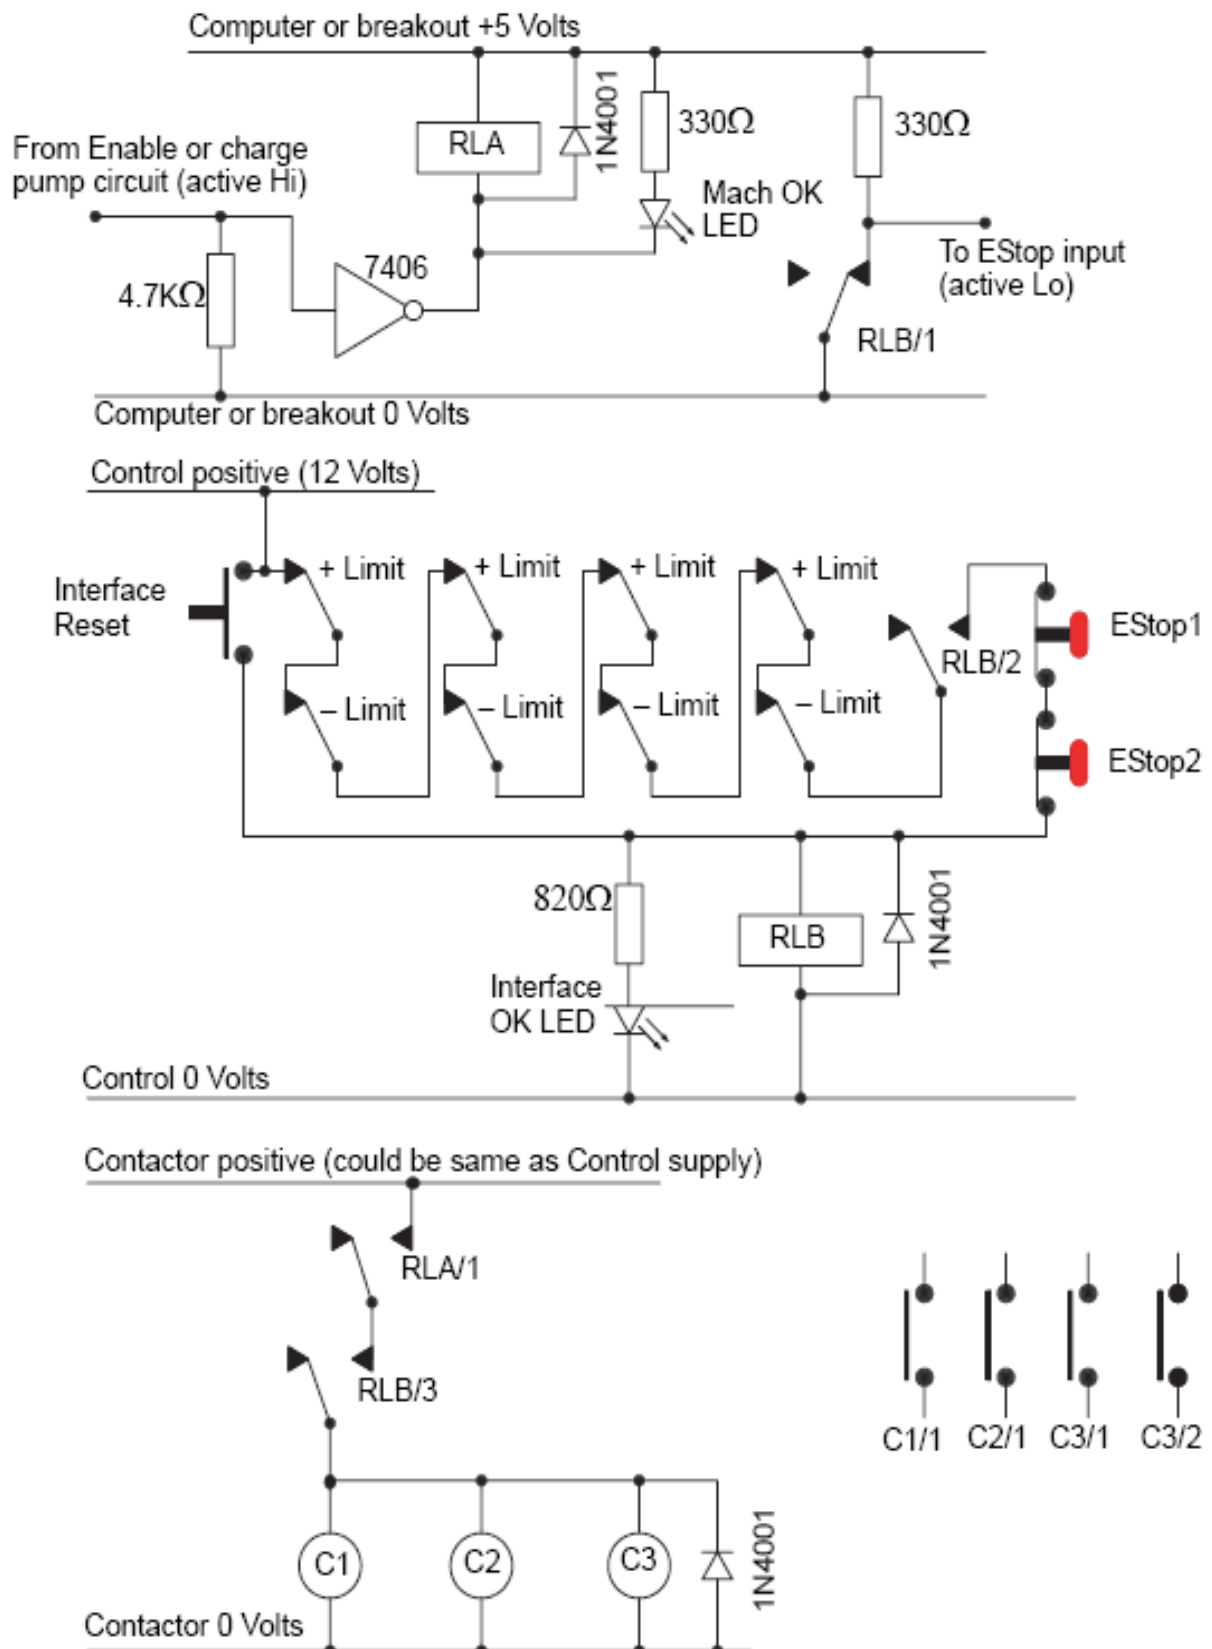 Computer or breakout +5 Volts
From Enable or charge
pump circuit (active Hi)
RLA
1N4001
330Ω
330Ω
Mach OK
LED
To EStop input
(active Lo)
7406
4.7KΩ
RLB/1
Computer or breakout 0 Volts
Control positive (12 Volts)
Interface
Reset
+ Limit
+ Limit
+ Limit
+ Limit
– Limit
– Limit
– Limit
– Limit
RLB/2
EStop1
EStop2
820Ω
RLB
1N4001
Interface
OK LED
Control 0 Volts
Contactor positive (could be same as Control supply)
RLA/1
RLB/3
C1/1
C2/1
C3/1
C3/2
C1
C2
C3
1N4001
Contactor 0 Volts